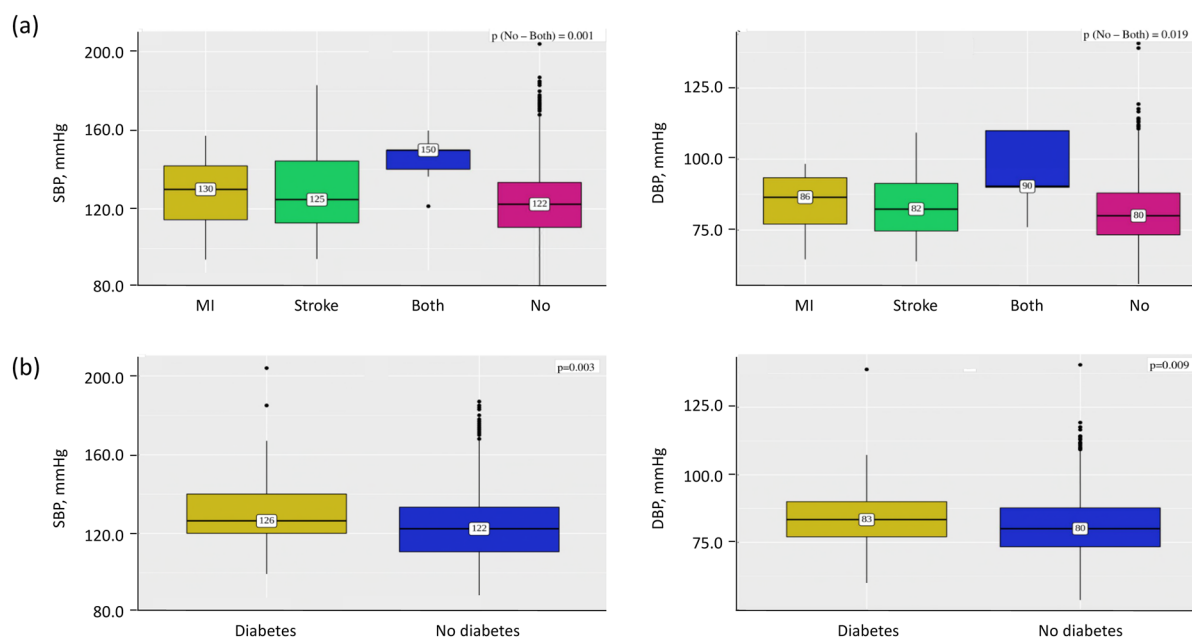 (a)
p (No – Both) = 0.001
SBP, mmHg
200.0
160.0
120.0
80.0
130
125
150
122
MI
Stroke
Both
No
p (No – Both) = 0.019
DBP, mmHg
125.0
100.0
75.0
86
82
90
80
MI
Stroke
Both
No
(b)
p=0.003
SBP, mmHg
200.0
160.0
120.0
80.0
126
122
Diabetes
No diabetes
p=0.009
DBP, mmHg
125.0
100.0
75.0
83
80
Diabetes
No diabetes